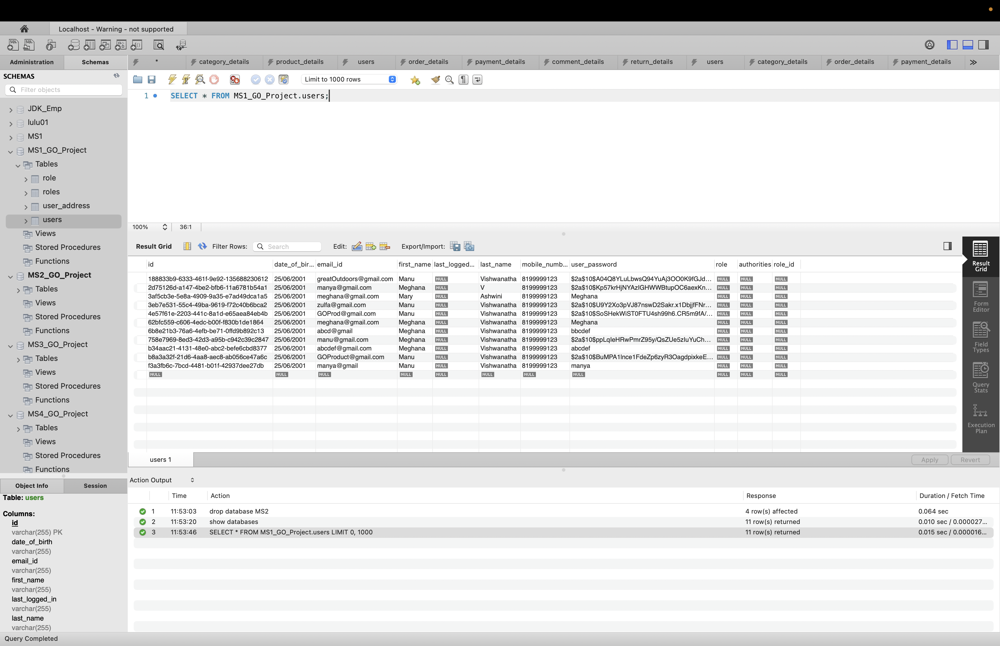 Localhost - Warning - not supported
Administration
Schemas
*
category_details
product_details
users
order_details
payment_details
comment_details
return_details
users
category_details
order_details
payment_details
SCHEMAS
Filter objects
Limit to 1000 rows
1
SELECT * FROM MS1_GO_Project.users;
JDK_Emp
lulu01
MS1
MS1_GO_Project
Tables
role
roles
user_address
users
Views
Stored Procedures
Functions
MS2_GO_Project
Tables
Views
Stored Procedures
Functions
MS3_GO_Project
Tables
Views
Stored Procedures
Functions
MS4_GO_Project
Tables
Views
Stored Procedures
Functions
100% 36:1
Result Grid Filter Rows: Search Edit: Export/Import:
id date_of_bir... email_id first_name last_logged... last_name mobile_numb... user_password role authorities role_id
188833b9-6333-461f-9e92-135688230612 25/06/2001 greatOutdoors@gmail.com Manu NULL Vishwanatha 8199999123 $2a$10$A04Q8YLuLbwsQ94YuAj3OO0K9fGJd... NULL NULL NULL
2d75126d-a147-4be2-bfb6-11a6781b54a1 25/06/2001 manya@gmail.com Meghana NULL V 8199999123 $2a$10$Kp57krHjNYAzIGHWWBtupOC6aexKn... NULL NULL NULL
3af5cb3e-5e8a-4909-9a35-e7ad49dca1a5 25/06/2001 meghana@gmail.com Mary NULL Ashwini 8199999123 Meghana NULL NULL NULL
3eb7e531-55c4-49ba-9619-f72c40b6bca2 25/06/2001 zulfa@gmail.com Manu NULL Vishwanatha 8199999123 $2a$10$U9Y2Xo3pVJ87nswD2Sakr.x1DbjjfFNr... NULL NULL NULL
4e57f61e-2203-441c-8a1d-e65aea84eb4b 25/06/2001 GOProd@gmail.com Manu NULL Vishwanatha 8199999123 $2a$10$SoSHekWiST0FTU4sh99h6.CR5m9fA/... NULL NULL NULL
62bfc559-c606-4edc-b00f-f830b1de1864 25/06/2001 meghana@gmail.com Meghana NULL Vishwanatha 8199999123 Meghana NULL NULL NULL
6b8e21b3-76a6-4efb-be71-0ffd9b892c13 25/06/2001 abcd@gmail Meghana NULL Vishwanatha 8199999123 bbcdef NULL NULL NULL
758e7969-8ed3-42d3-a95b-c942c39c2847 25/06/2001 manu@gmail.com Meghana NULL Vishwanatha 8199999123 $2a$10$ppLqIeHRwPmrZ95y/QsZUe5zIuYuCh... NULL NULL NULL
b34aac21-4131-48e0-abc2-befe6cbd8377 25/06/2001 abcdef@gmail.com Meghana NULL Vishwanatha 8199999123 abcdef NULL NULL NULL
b8a3a32f-21d6-4aa8-aec8-ab056ce47a6c 25/06/2001 GOProduct@gmail.com Manu NULL Vishwanatha 8199999123 $2a$10$BuMPA1lnce1FdeZp6zyR3OagdpixkeE... NULL NULL NULL
f3a3fb6c-7bcd-4481-b01f-42937dee27db 25/06/2001 manya@gmail Manu NULL Vishwanatha 8199999123 manya NULL NULL NULL
NULL NULL NULL NULL NULL NULL NULL NULL NULL NULL NULL
Result
Grid
Form
Editor
Field
Types
Query
Stats
Execution
Plan
users 1
Apply
Revert
Object Info
Session
Table: users
Columns:
id
varchar(255) PK
date_of_birth
varchar(255)
email_id
varchar(255)
first_name
varchar(255)
last_logged_in
varchar(255)
last_name
varchar(255)
Action Output
Time Action Response Duration / Fetch Time
1 11:53:03 drop database MS2 4 row(s) affected 0.064 sec
2 11:53:20 show databases 11 row(s) returned 0.010 sec / 0.000027...
3 11:53:46 SELECT * FROM MS1_GO_Project.users LIMIT 0, 1000 11 row(s) returned 0.015 sec / 0.000016...
Query Completed